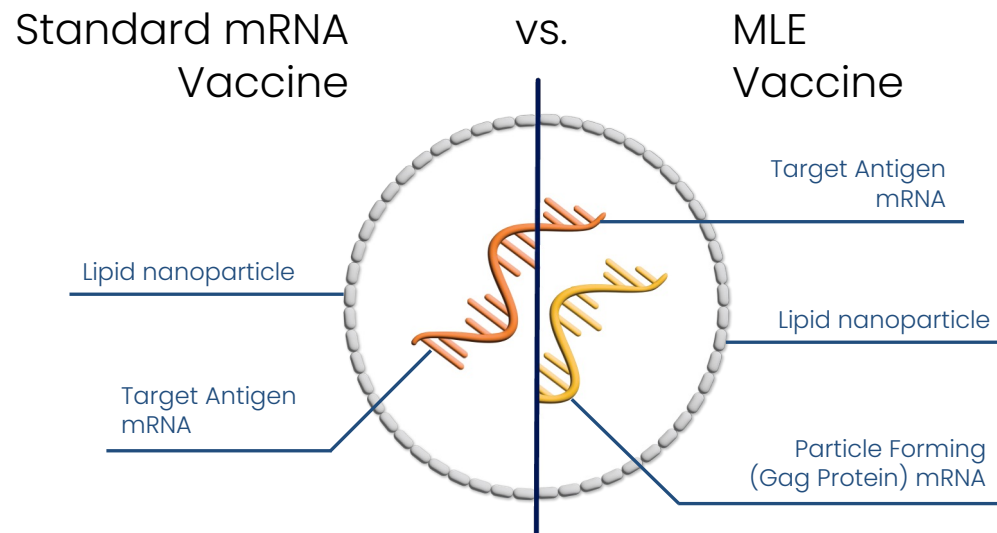 Standard mRNA
Vaccine
vs.
MLE
Vaccine
Target Antigen
mRNA
Lipid nanoparticle
Lipid nanoparticle
Target Antigen
mRNA
Particle Forming
(Gag Protein) mRNA